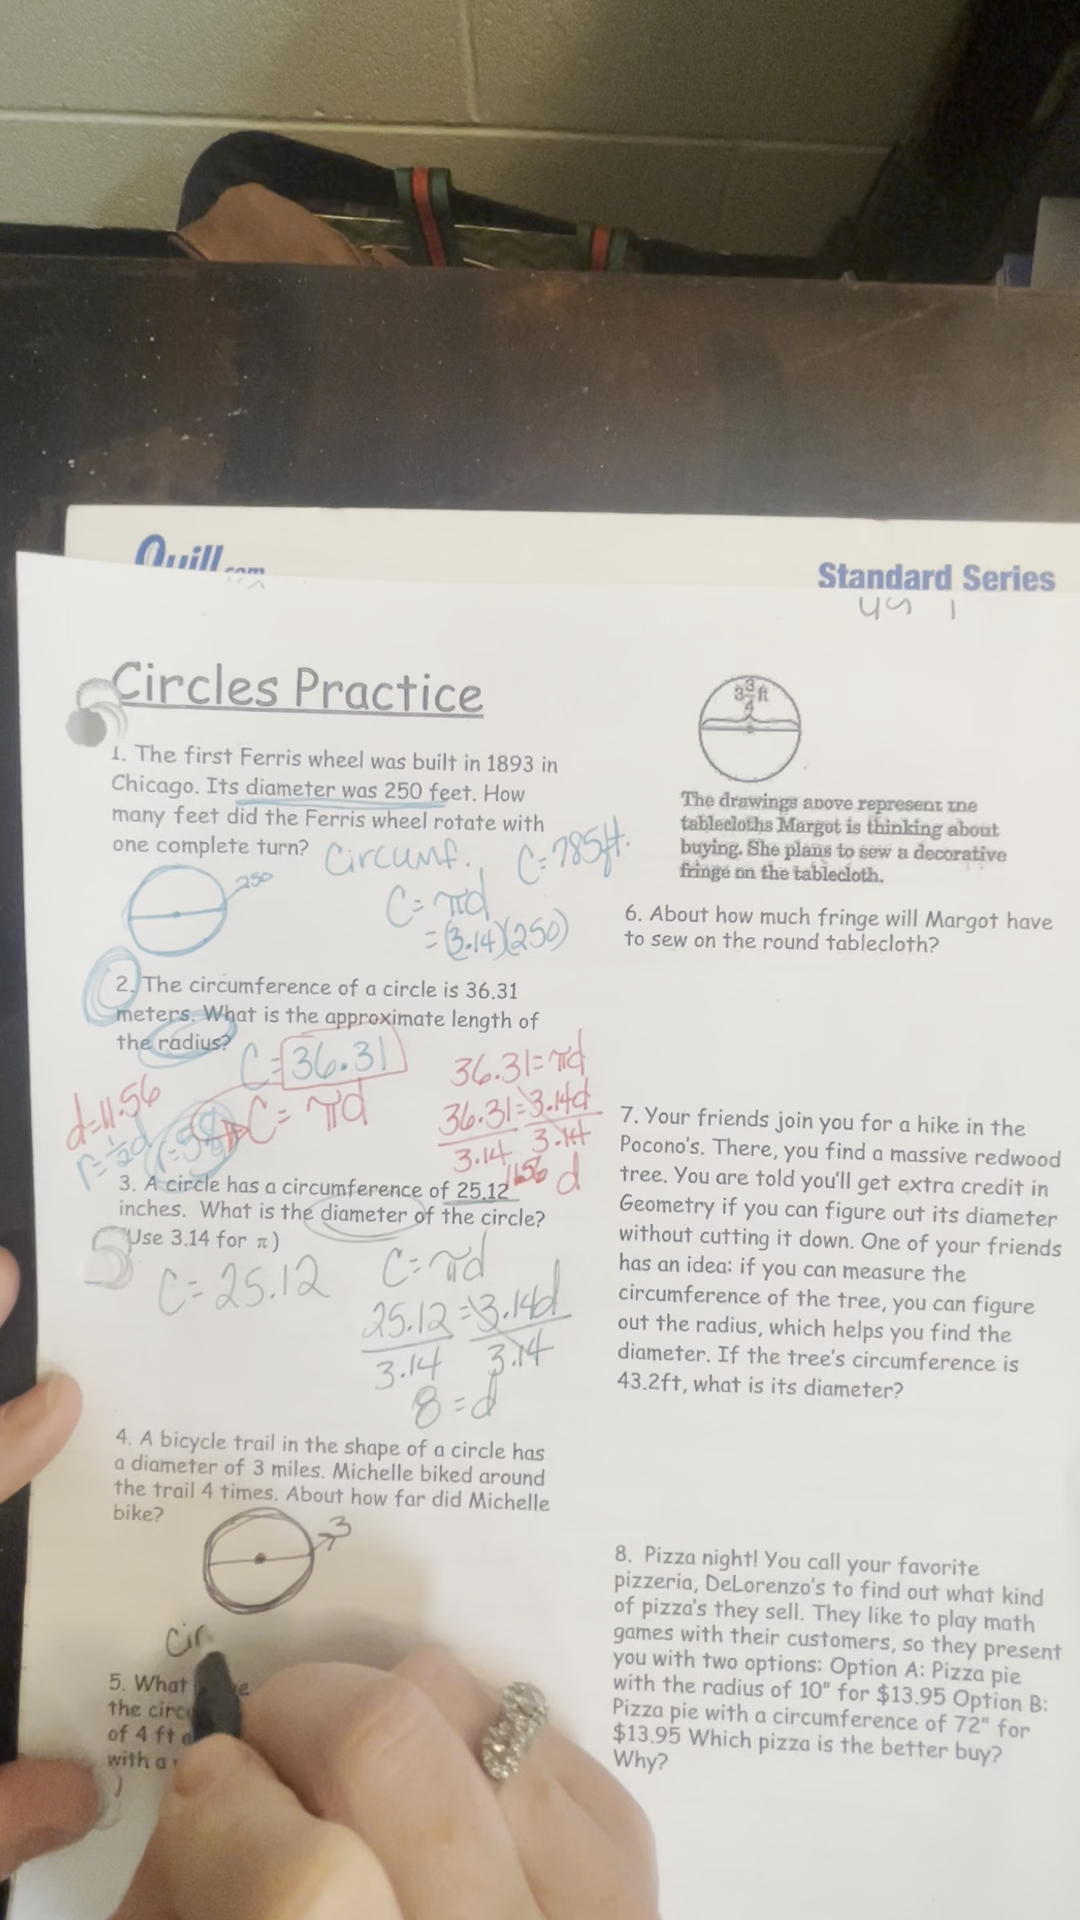 Quill.com
Standard Series
Circles Practice
1. The first Ferris wheel was built in 1893 in
Chicago. Its diameter was 250 feet. How
many feet did the Ferris wheel rotate with
one complete turn?
Circumf.
C=785ft.
250
C=πd
=(3.14)(250)
2. The circumference of a circle is 36.31
meters. What is the approximate length of
the radius?
C=36.31
C=πd
36.31=πd
36.31=3.14d
3.14 3.14
11.56 d
d=11.56
r=½d
3. A circle has a circumference of 25.12
inches. What is the diameter of the circle?
Use 3.14 for π)
C=25.12
C=πd
25.12=3.14d
3.14 3.14
8=d
4. A bicycle trail in the shape of a circle has
a diameter of 3 miles. Michelle biked around
the trail 4 times. About how far did Michelle
bike?
3
Cir
5. What
the circ
of 4 ft
with a
3 3/4 ft
The drawings above represent the
tablecloths Margot is thinking about
buying. She plans to sew a decorative
fringe on the tablecloth.
6. About how much fringe will Margot have
to sew on the round tablecloth?
7. Your friends join you for a hike in the
Pocono's. There, you find a massive redwood
tree. You are told you'll get extra credit in
Geometry if you can figure out its diameter
without cutting it down. One of your friends
has an idea: if you can measure the
circumference of the tree, you can figure
out the radius, which helps you find the
diameter. If the tree's circumference is
43.2ft, what is its diameter?
8. Pizza night! You call your favorite
pizzeria, DeLorenzo's to find out what kind
of pizza's they sell. They like to play math
games with their customers, so they present
you with two options: Option A: Pizza pie
with the radius of 10" for $13.95 Option B:
Pizza pie with a circumference of 72" for
$13.95 Which pizza is the better buy?
Why?